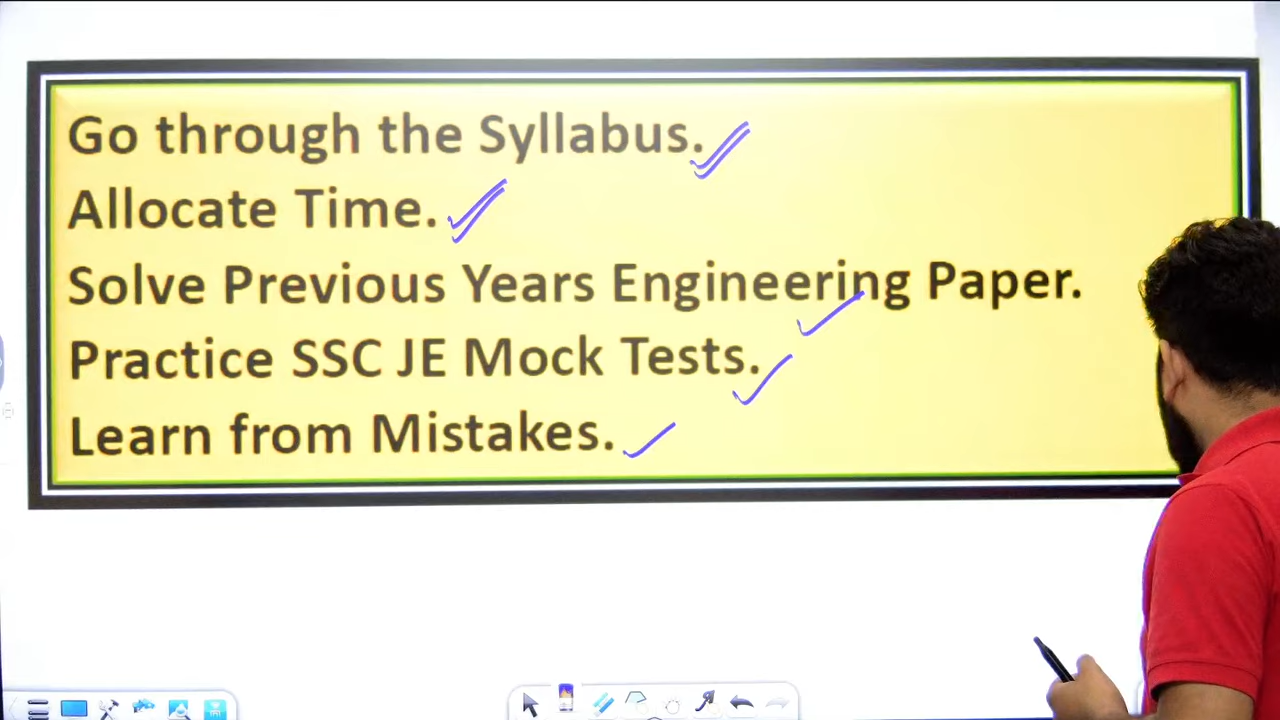 Go through the Syllabus.
Allocate Time.
Solve Previous Years Engineering Paper.
Practice SSC JE Mock Tests.
Learn from Mistakes.